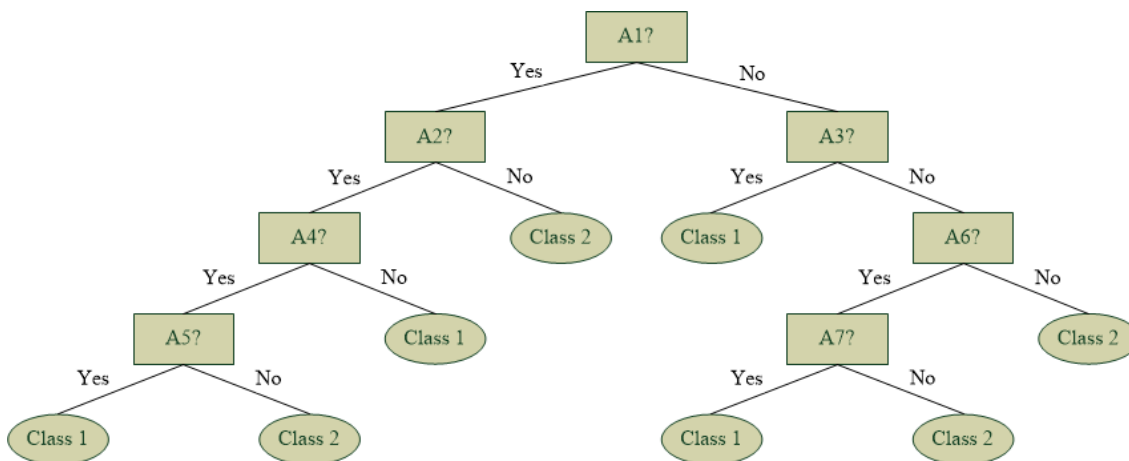 A1?
Yes
No
A2?
A3?
Yes
No
Yes
No
A4?
Class 2
Class 1
A6?
Yes
No
Yes
No
A5?
Class 1
A7?
Class 2
Yes
No
Yes
No
Class 1
Class 2
Class 1
Class 2